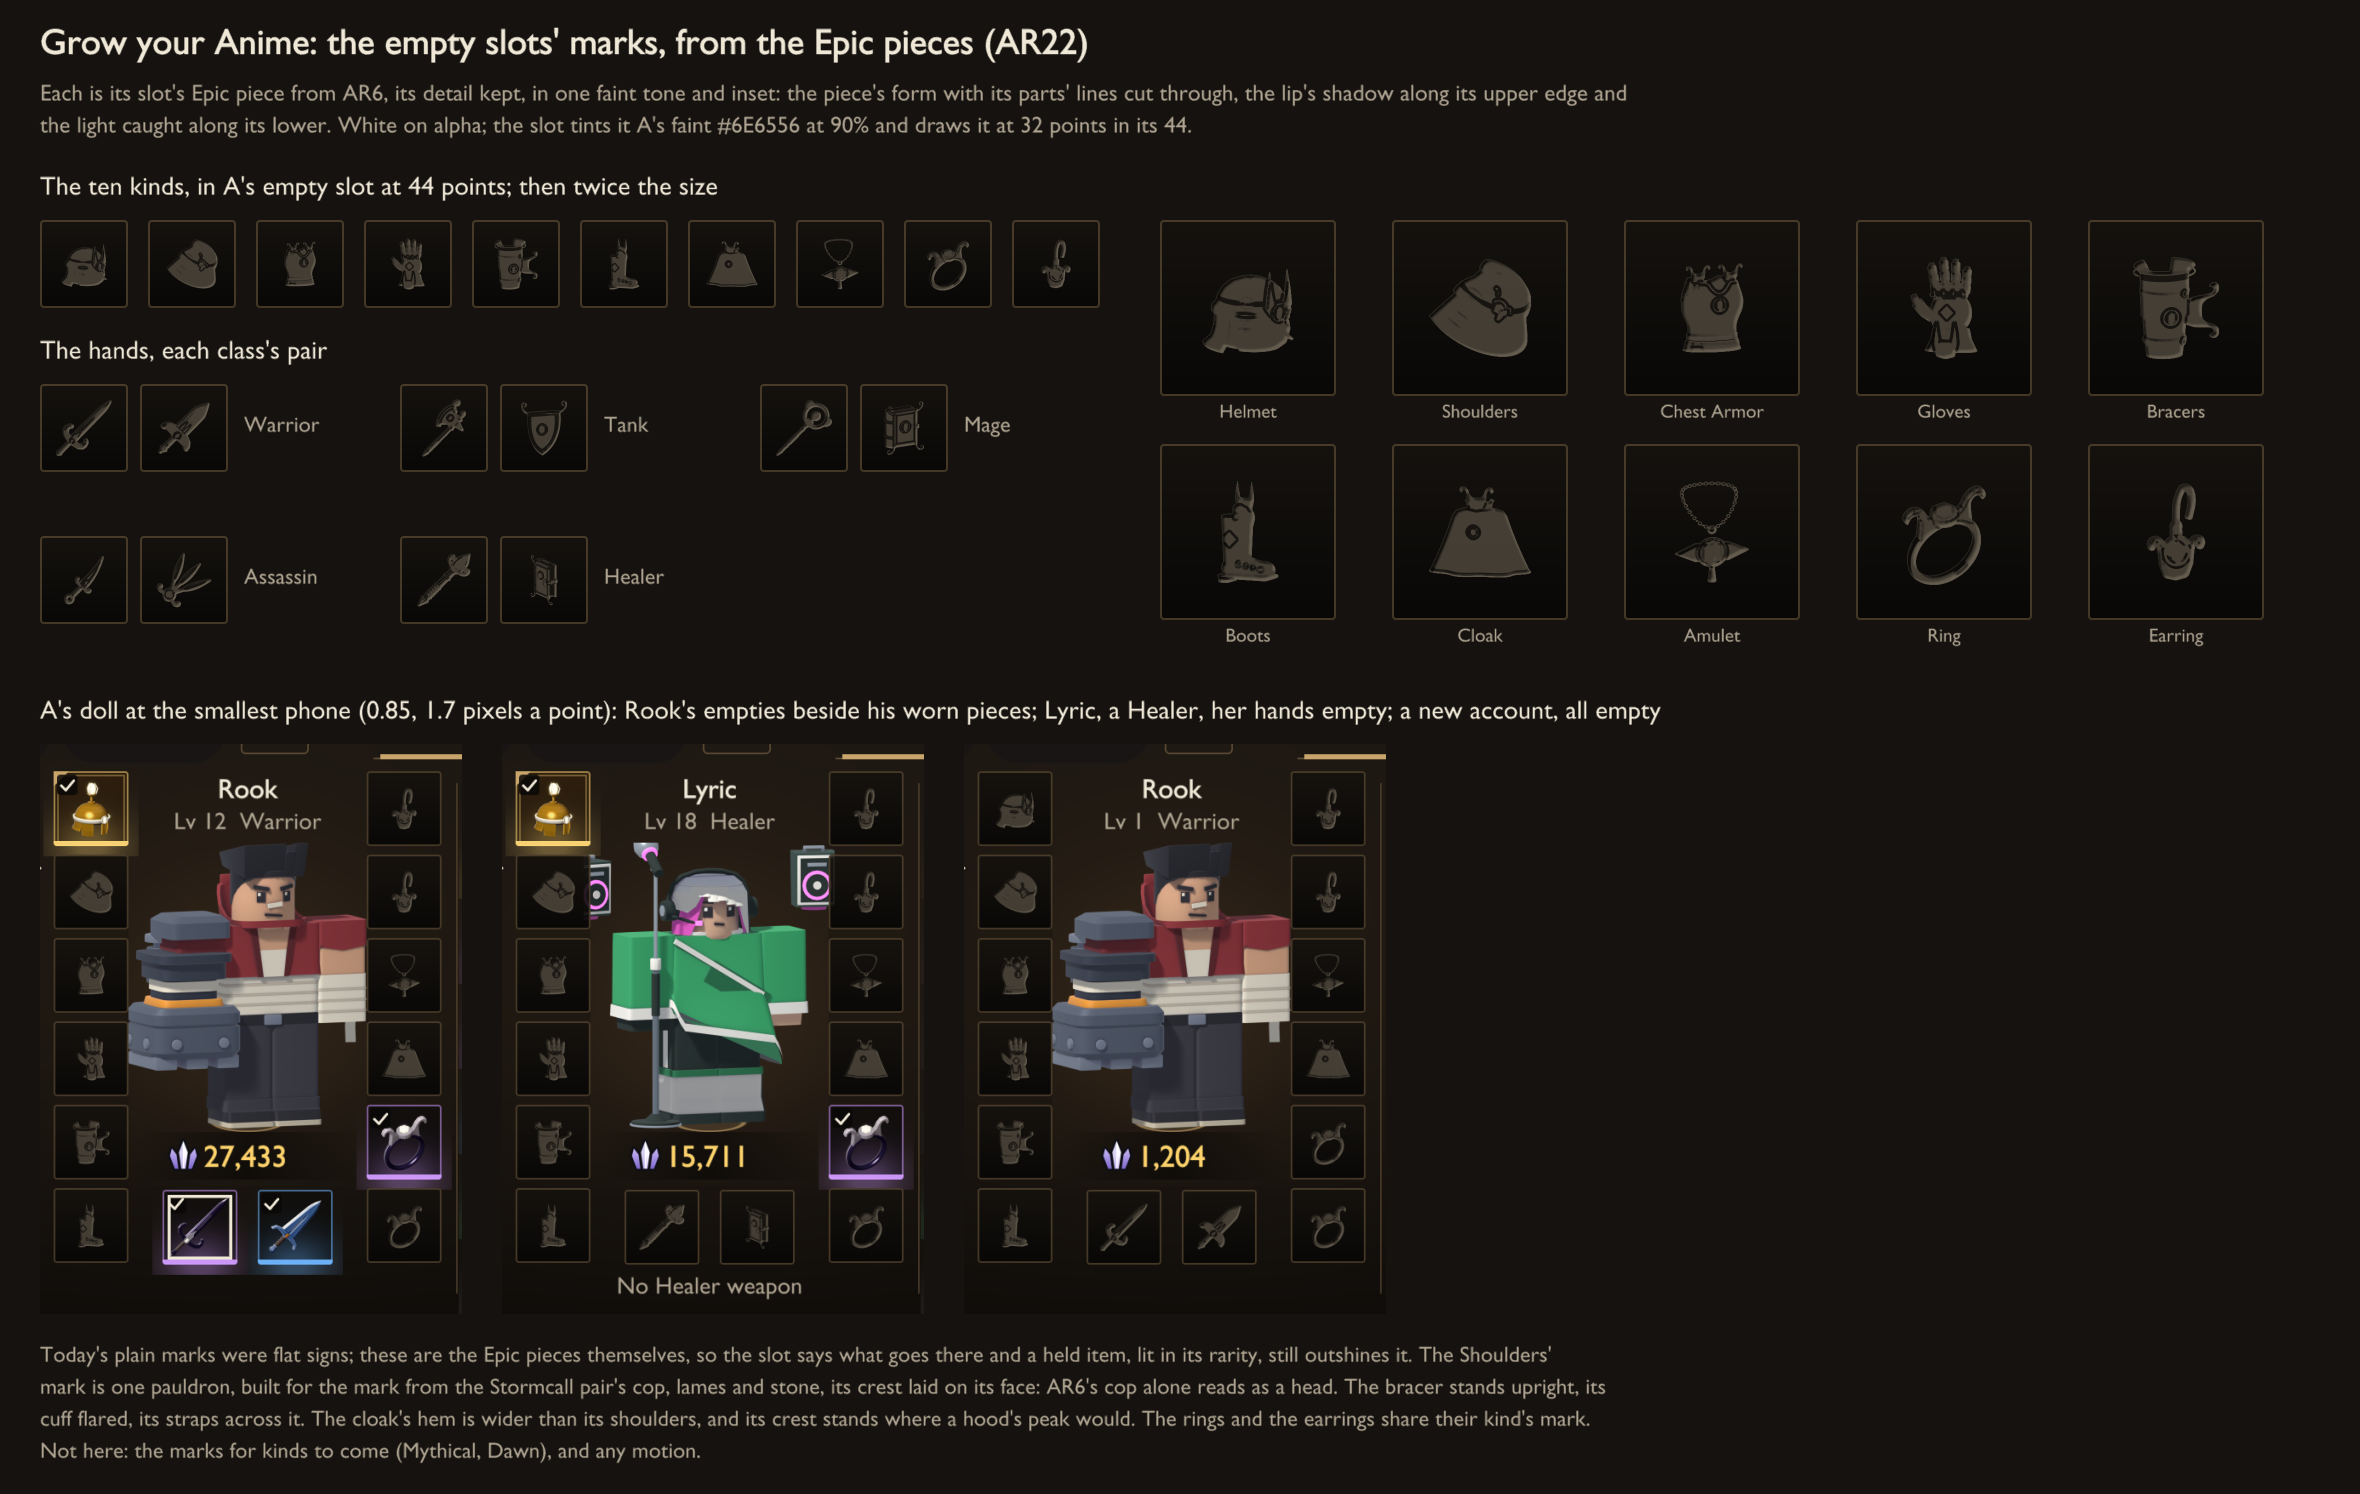 Grow your Anime: the empty slots' marks, from the Epic pieces (AR22)
Each is its slot's Epic piece from AR6, its detail kept, in one faint tone and inset: the piece's form with its parts' lines cut through, the lip's shadow along its upper edge and
the light caught along its lower. White on alpha; the slot tints it A's faint #6E6556 at 90% and draws it at 32 points in its 44.
The ten kinds, in A's empty slot at 44 points; then twice the size
The hands, each class's pair
Warrior
Tank
Mage
Assassin
Healer
Helmet
Shoulders
Chest Armor
Gloves
Bracers
Boots
Cloak
Amulet
Ring
Earring
A's doll at the smallest phone (0.85, 1.7 pixels a point): Rook's empties beside his worn pieces; Lyric, a Healer, her hands empty; a new account, all empty
Rook
Lv 12 Warrior
27,433
Lyric
Lv 18 Healer
15,711
No Healer weapon
Rook
Lv 1 Warrior
1,204
Today's plain marks were flat signs; these are the Epic pieces themselves, so the slot says what goes there and a held item, lit in its rarity, still outshines it. The Shoulders'
mark is one pauldron, built for the mark from the Stormcall pair's cop, lames and stone, its crest laid on its face: AR6's cop alone reads as a head. The bracer stands upright, its
cuff flared, its straps across it. The cloak's hem is wider than its shoulders, and its crest stands where a hood's peak would. The rings and the earrings share their kind's mark.
Not here: the marks for kinds to come (Mythical, Dawn), and any motion.